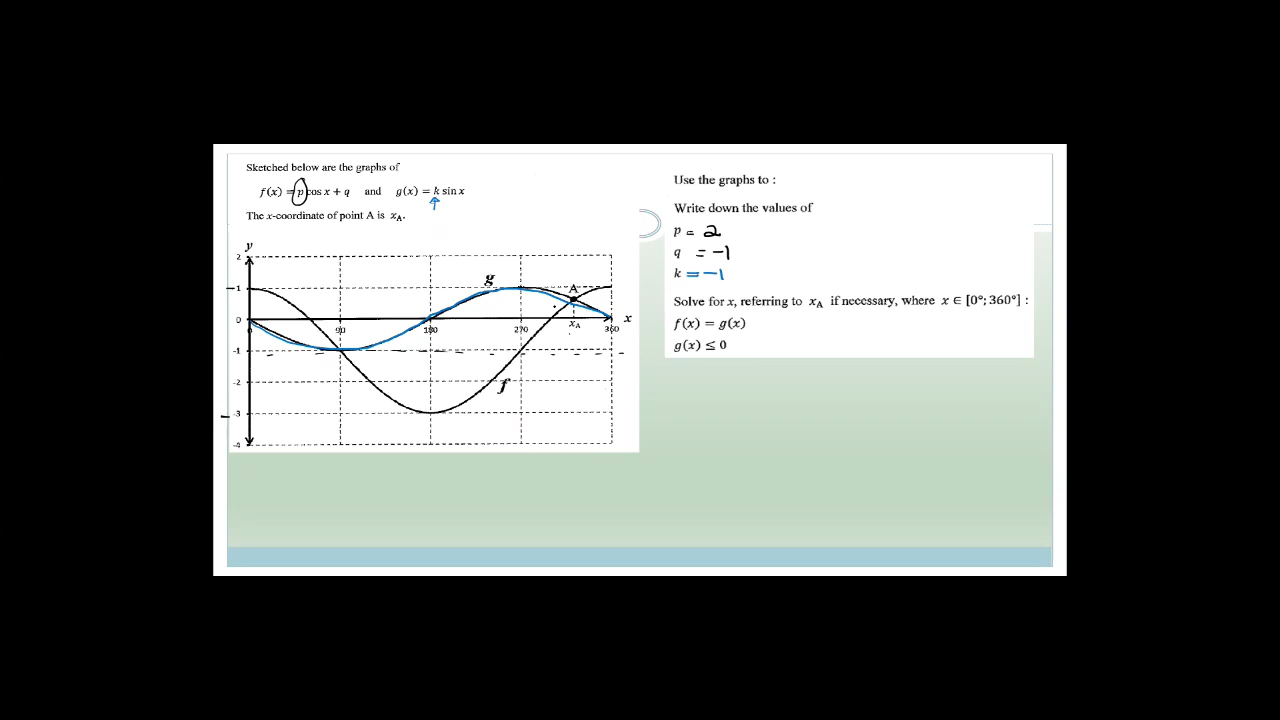 Sketched below are the graphs of
f(x) = p cos x + q and g(x) = k sin x
The x-coordinate of point A is xA.
y
2
1
0
-1
-2
-3
-4
0
90
180
270
360
x
g
f
A
xA
Use the graphs to :
Write down the values of
p = 2
q = -1
k = -1
Solve for x, referring to xA if necessary, where x ∈ [0°; 360°] :
f(x) = g(x)
g(x) ≤ 0